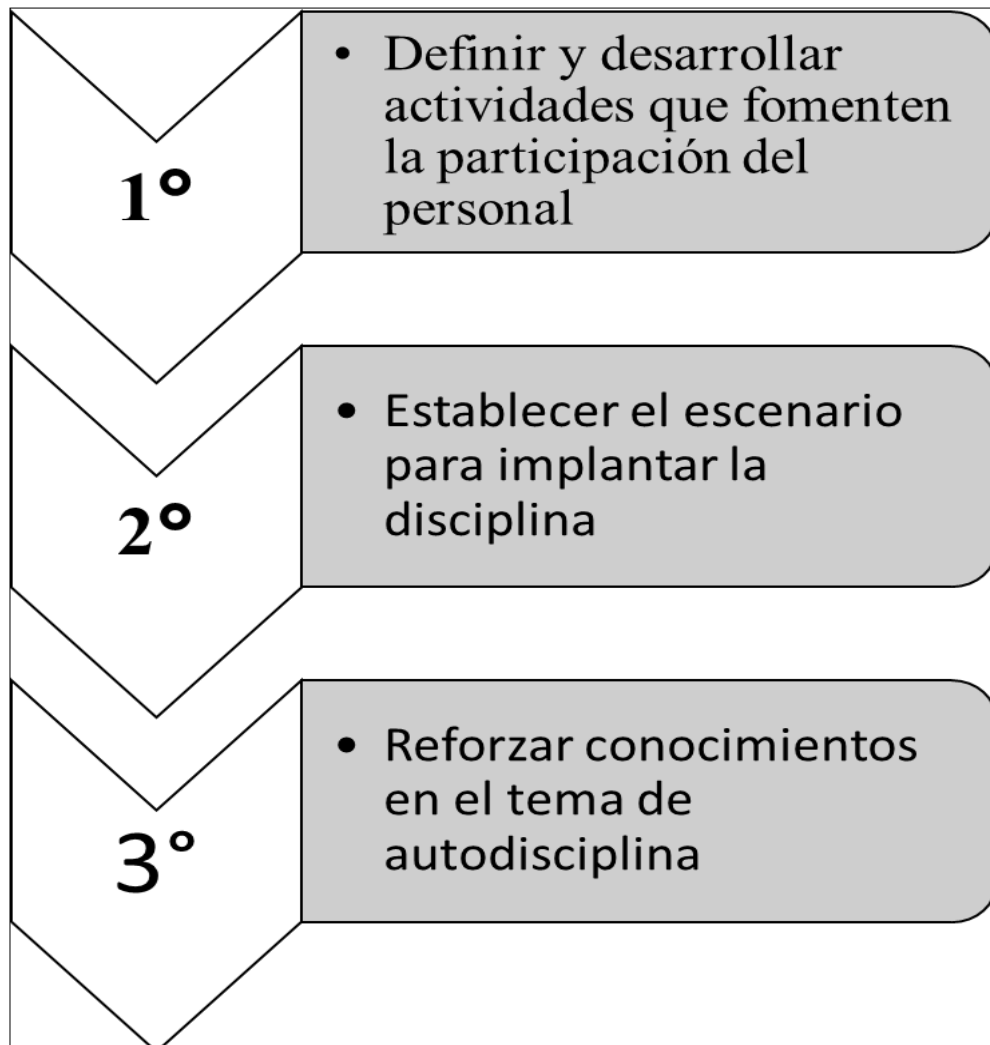 1°
• Definir y desarrollar
actividades que fomenten
la participación del
personal
2°
• Establecer el escenario
para implantar la
disciplina
3°
• Reforzar conocimientos
en el tema de
autodisciplina